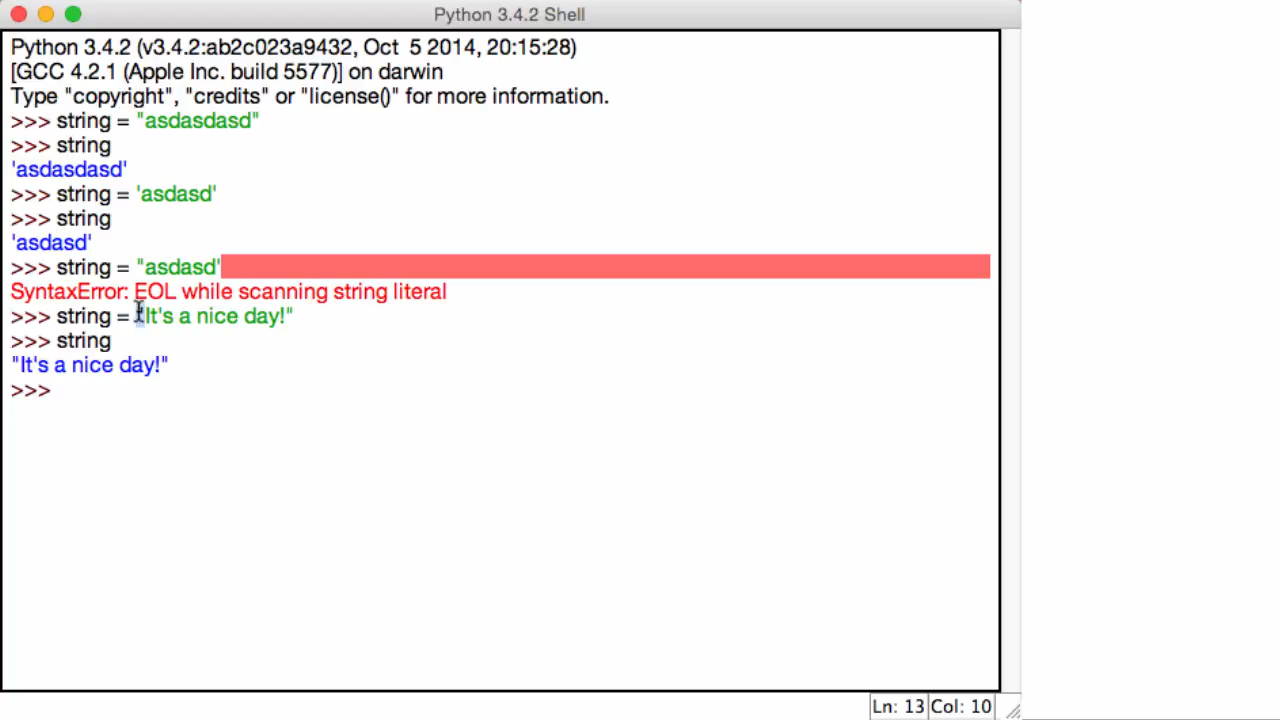 Python 3.4.2 Shell
Python 3.4.2 (v3.4.2:ab2c023a9432, Oct  5 2014, 20:15:28)
[GCC 4.2.1 (Apple Inc. build 5577)] on darwin
Type "copyright", "credits" or "license()" for more information.
>>> string = "asdasdasd"
>>> string
'asdasdasd'
>>> string = 'asdasd'
>>> string
'asdasd'
>>> string = "asdasd'
SyntaxError: EOL while scanning string literal
>>> string = "It's a nice day!"
>>> string
"It's a nice day!"
>>>
Ln: 13 Col: 10